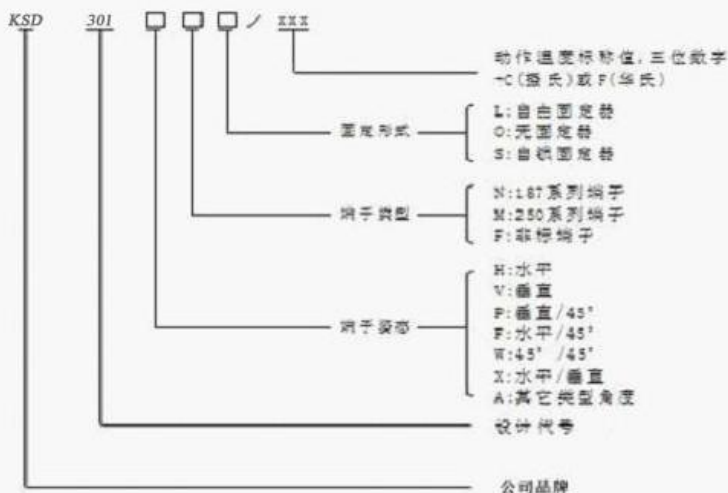 KSD 301 □ □ □ / XXX
动作温度标称值,三位数字
℃(摄氏)或F(华氏)
固定形式
L:自由固定器
O:无固定器
S:自锁固定器
端子类型
N:187系列端子
M:250系列端子
F:非标端子
端子姿态
H:水平
V:垂直
P:垂直/45°
F:水平/45°
W:45° /45°
X:水平/垂直
A:其它类型角度
设计代号
公司品牌